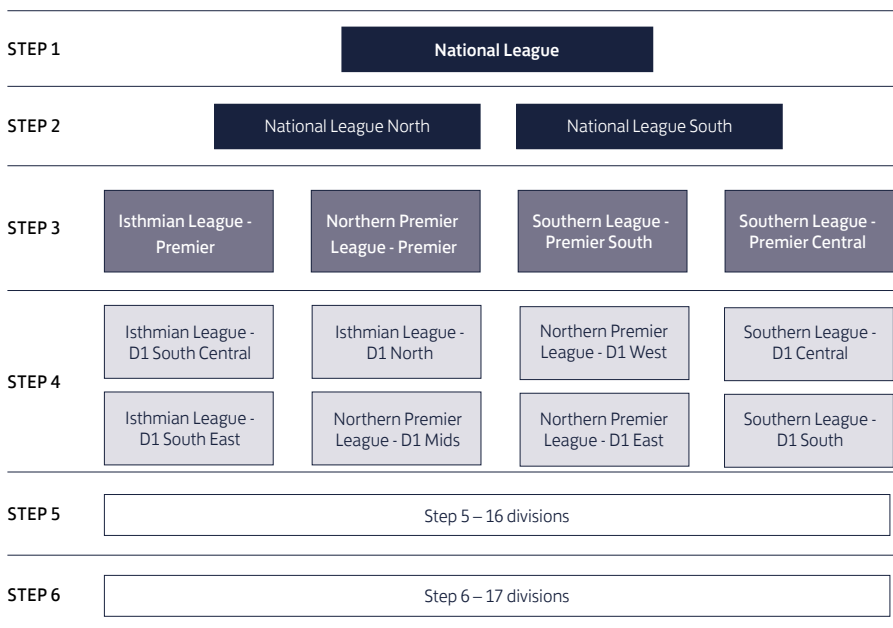 STEP 1
National League
STEP 2
National League North
National League South
STEP 3
Isthmian League -
Premier
Northern Premier
League - Premier
Southern League -
Premier South
Southern League -
Premier Central
STEP 4
Isthmian League -
D1 South Central
Isthmian League -
D1 North
Northern Premier
League - D1 West
Southern League -
D1 Central
Isthmian League -
D1 South East
Northern Premier
League - D1 Mids
Northern Premier
League - D1 East
Southern League -
D1 South
STEP 5
Step 5 – 16 divisions
STEP 6
Step 6 – 17 divisions